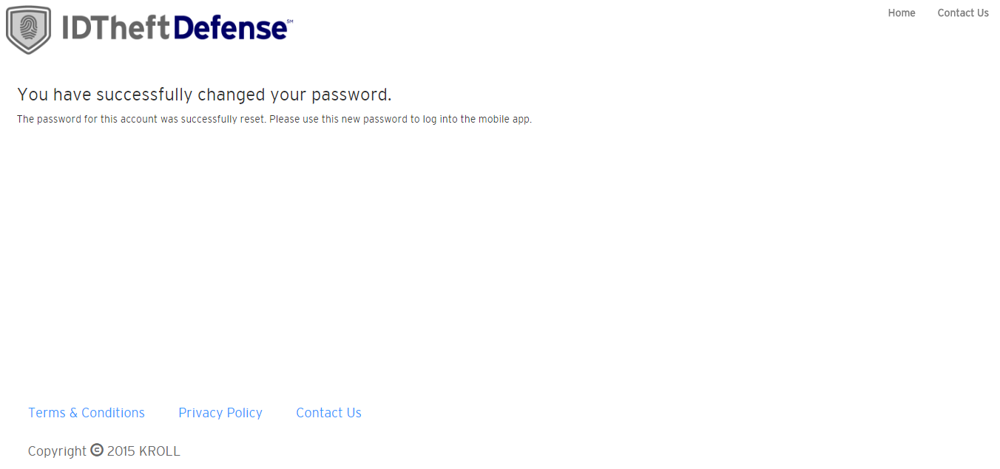 IDTheftDefense℠
Home Contact Us
You have successfully changed your password.
The password for this account was successfully reset. Please use this new password to log into the mobile app.
Terms & Conditions Privacy Policy Contact Us
Copyright © 2015 KROLL